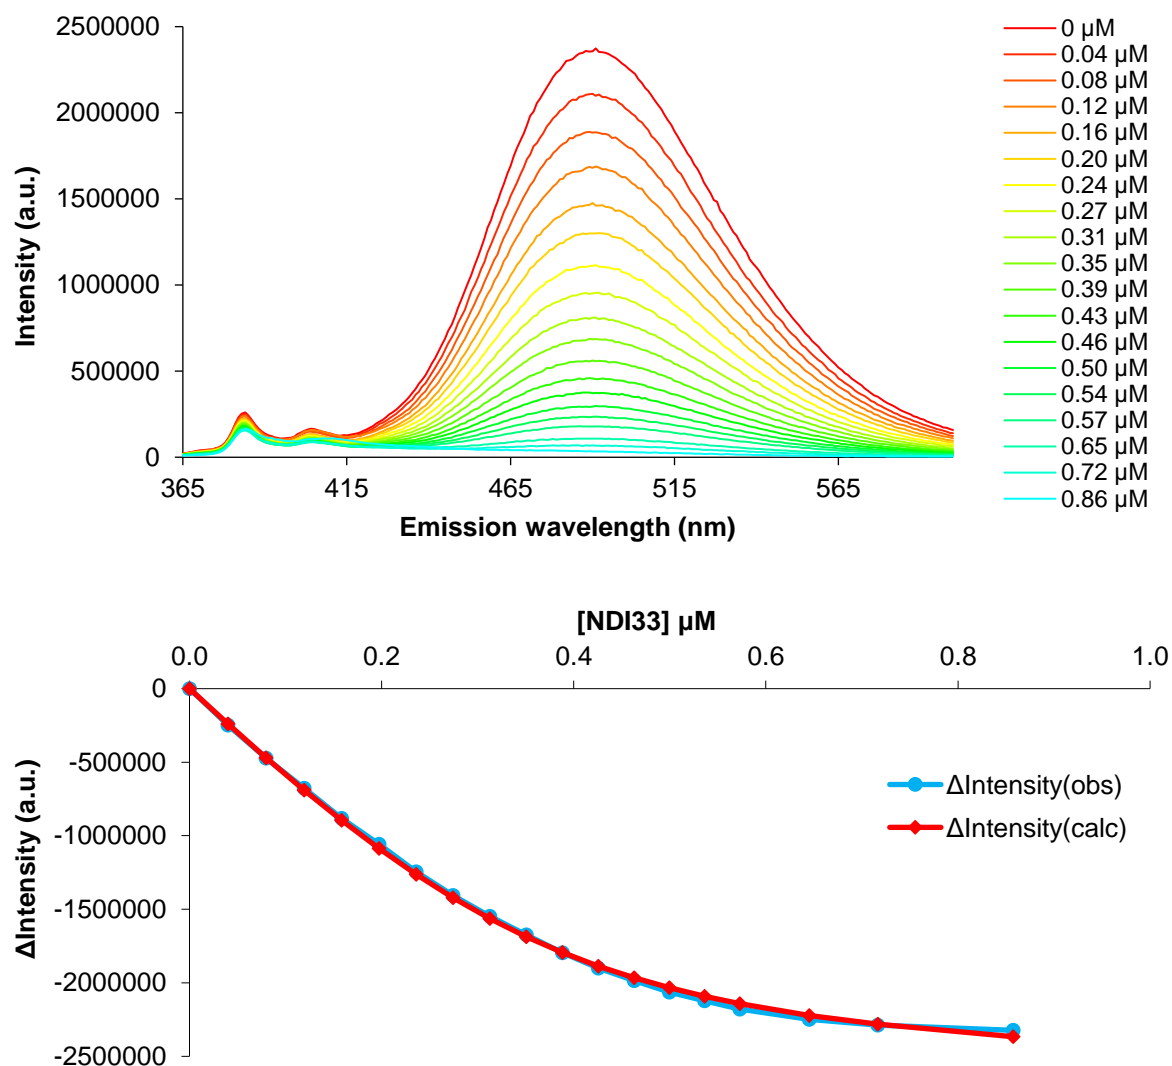 2500000
2000000
1500000
1000000
500000
0
Intensity (a.u.)
365 415 465 515 565
Emission wavelength (nm)
0 µM
0.04 µM
0.08 µM
0.12 µM
0.16 µM
0.20 µM
0.24 µM
0.27 µM
0.31 µM
0.35 µM
0.39 µM
0.43 µM
0.46 µM
0.50 µM
0.54 µM
0.57 µM
0.65 µM
0.72 µM
0.86 µM
[NDI33] µM
0.0 0.2 0.4 0.6 0.8 1.0
0
-500000
-1000000
-1500000
-2000000
-2500000
ΔIntensity (a.u.)
ΔIntensity(obs)
ΔIntensity(calc)